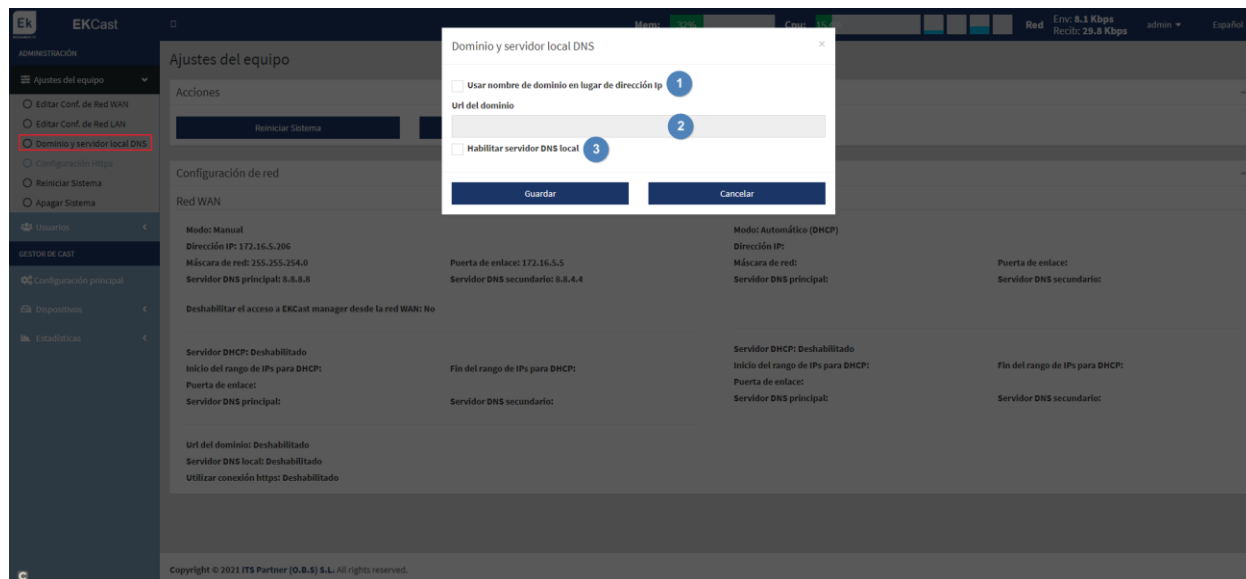 Ek
EKCast
Mem: 32%
Cpu: 15.
Red
Env: 8.1 Kbps
Recib: 29.8 Kbps
admin
Español
ADMINISTRACIÓN
Ajustes del equipo
Editar Conf. de Red WAN
Editar Conf. de Red LAN
Dominio y servidor local DNS
Configuración Https
Reiniciar Sistema
Apagar Sistema
Usuarios
GESTOR DE CAST
Configuración principal
Dispositivos
Estadísticas
Ajustes del equipo
Acciones
Reiniciar Sistema
Dominio y servidor local DNS
×
Usar nombre de dominio en lugar de dirección Ip
1
Url del dominio
2
Habilitar servidor DNS local
3
Guardar
Cancelar
Configuración de red
Red WAN
Modo: Manual
Dirección IP: 172.16.5.206
Máscara de red: 255.255.254.0
Puerta de enlace: 172.16.5.5
Servidor DNS principal: 8.8.8.8
Servidor DNS secundario: 8.8.4.4
Deshabilitar el acceso a EKCast manager desde la red WAN: No
Servidor DHCP: Deshabilitado
Inicio del rango de IPs para DHCP:
Fin del rango de IPs para DHCP:
Puerta de enlace:
Servidor DNS principal:
Servidor DNS secundario:
Url del dominio: Deshabilitado
Servidor DNS local: Deshabilitado
Utilizar conexión https: Deshabilitado
Modo: Automático (DHCP)
Dirección IP:
Máscara de red:
Puerta de enlace:
Servidor DNS principal:
Servidor DNS secundario:
Servidor DHCP: Deshabilitado
Inicio del rango de IPs para DHCP:
Fin del rango de IPs para DHCP:
Puerta de enlace:
Servidor DNS principal:
Servidor DNS secundario:
Copyright © 2021 ITS Partner (O.B.S) S.L. All rights reserved.